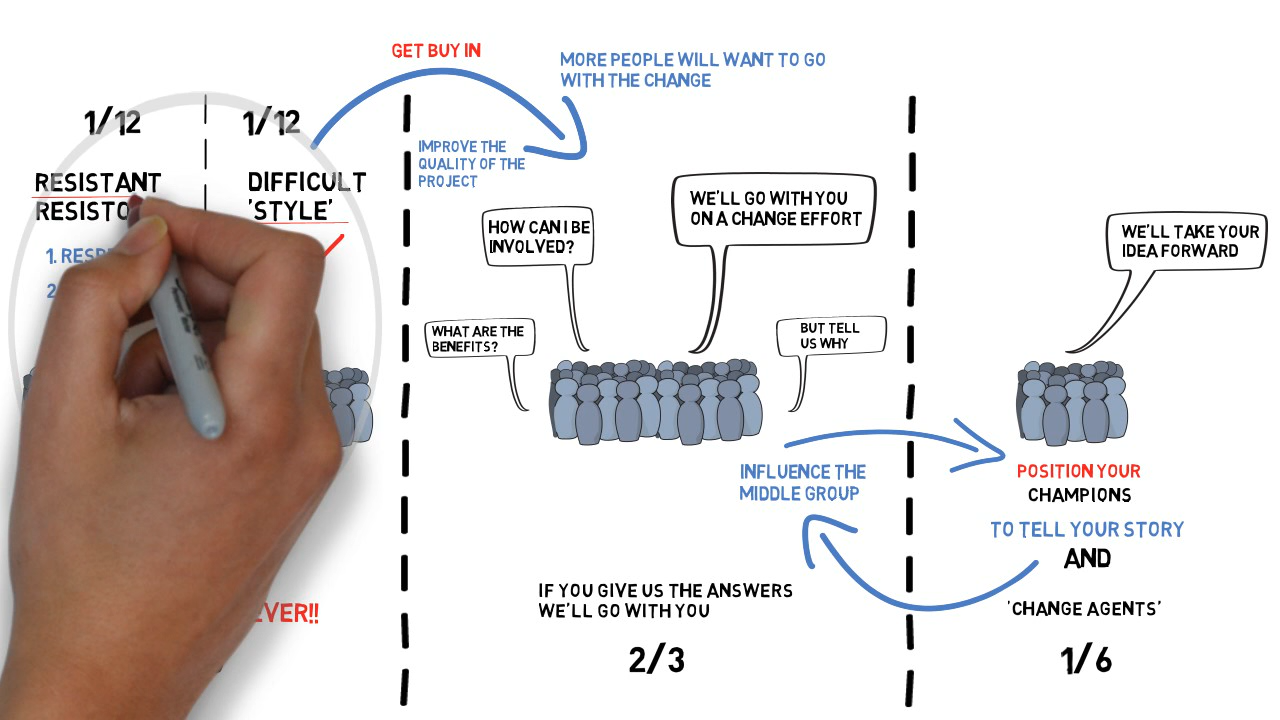 1/12
RESISTANT
1. 
2
1/12
DIFFICULT
'STYLE'
GET BUY IN
MORE PEOPLE WILL WANT TO GO
WITH THE CHANGE
IMPROVE THE
QUALITY OF THE
PROJECT
HOW CAN I BE
INVOLVED?
WE'LL GO WITH YOU
ON A CHANGE EFFORT
WHAT ARE THE
BENEFITS?
BUT TELL
US WHY
INFLUENCE THE
MIDDLE GROUP
IF YOU GIVE US THE ANSWERS
WE'LL GO WITH YOU
2/3
WE'LL TAKE YOUR
IDEA FORWARD
POSITION YOUR
CHAMPIONS
TO TELL YOUR STORY
AND
'CHANGE AGENTS'
1/6